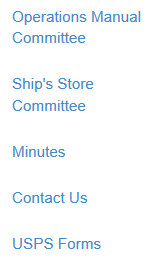 Operations Manual
Committee
Ship's Store
Committee
Minutes
Contact Us
USPS Forms